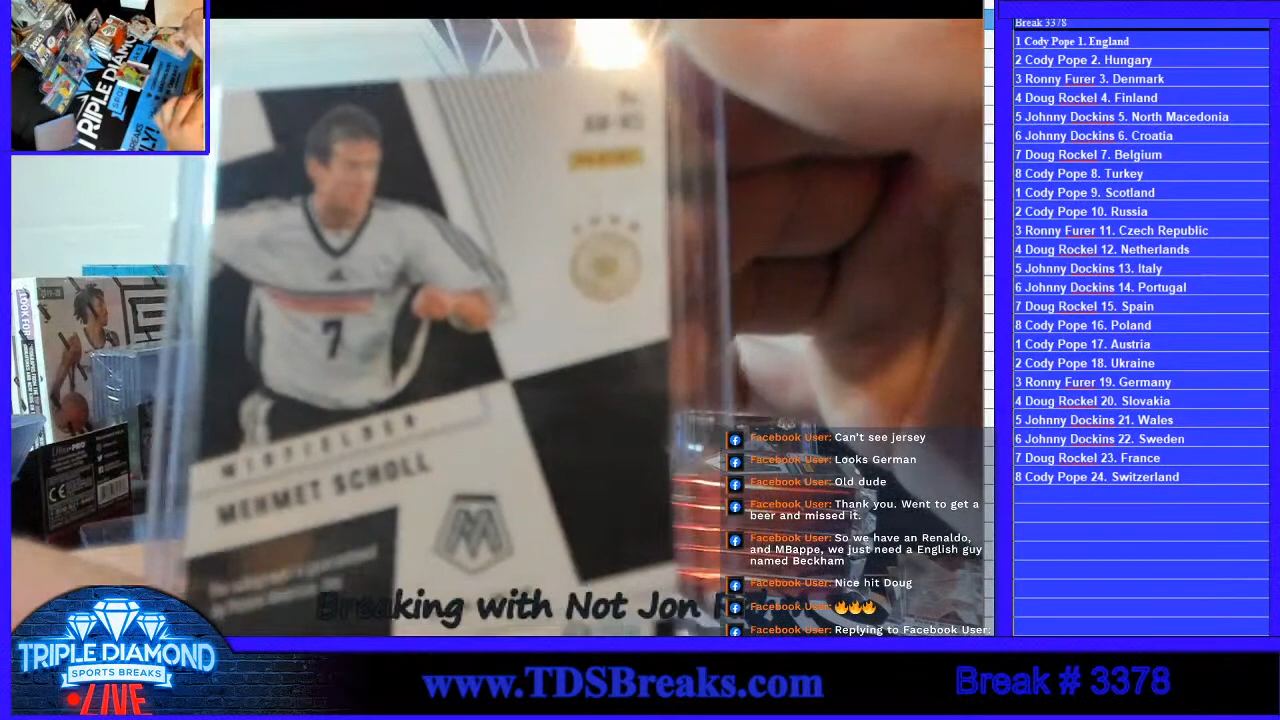 Break 3378
1 Cody Pope 1. England
2 Cody Pope 2. Hungary
3 Ronny Furer 3. Denmark
4 Doug Rockel 4. Finland
5 Johnny Dockins 5. North Macedonia
6 Johnny Dockins 6. Croatia
7 Doug Rockel 7. Belgium
8 Cody Pope 8. Turkey
1 Cody Pope 9. Scotland
2 Cody Pope 10. Russia
3 Ronny Furer 11. Czech Republic
4 Doug Rockel 12. Netherlands
5 Johnny Dockins 13. Italy
6 Johnny Dockins 14. Portugal
7 Doug Rockel 15. Spain
8 Cody Pope 16. Poland
1 Cody Pope 17. Austria
2 Cody Pope 18. Ukraine
3 Ronny Furer 19. Germany
4 Doug Rockel 20. Slovakia
5 Johnny Dockins 21. Wales
6 Johnny Dockins 22. Sweden
7 Doug Rockel 23. France
8 Cody Pope 24. Switzerland
TRIPLE DIAMOND
7
MIDFIELDER
MEHMET SCHOLL
LOOK FOR
Facebook User: Can't see jersey
Facebook User: Looks German
Facebook User: Old dude
Facebook User: Thank you. Went to get a
beer and missed it.
Facebook User: So we have an Renaldo,
and MBappe, we just need a English guy
named Beckham
Facebook User: Nice hit Doug
Facebook User: 🔥🔥🔥
Facebook User: Replying to Facebook User:
Breaking with Not Jon
TRIPLE DIAMOND
SPORTS BREAKS
LIVE
www.TDSBreaks.com
Break # 3378